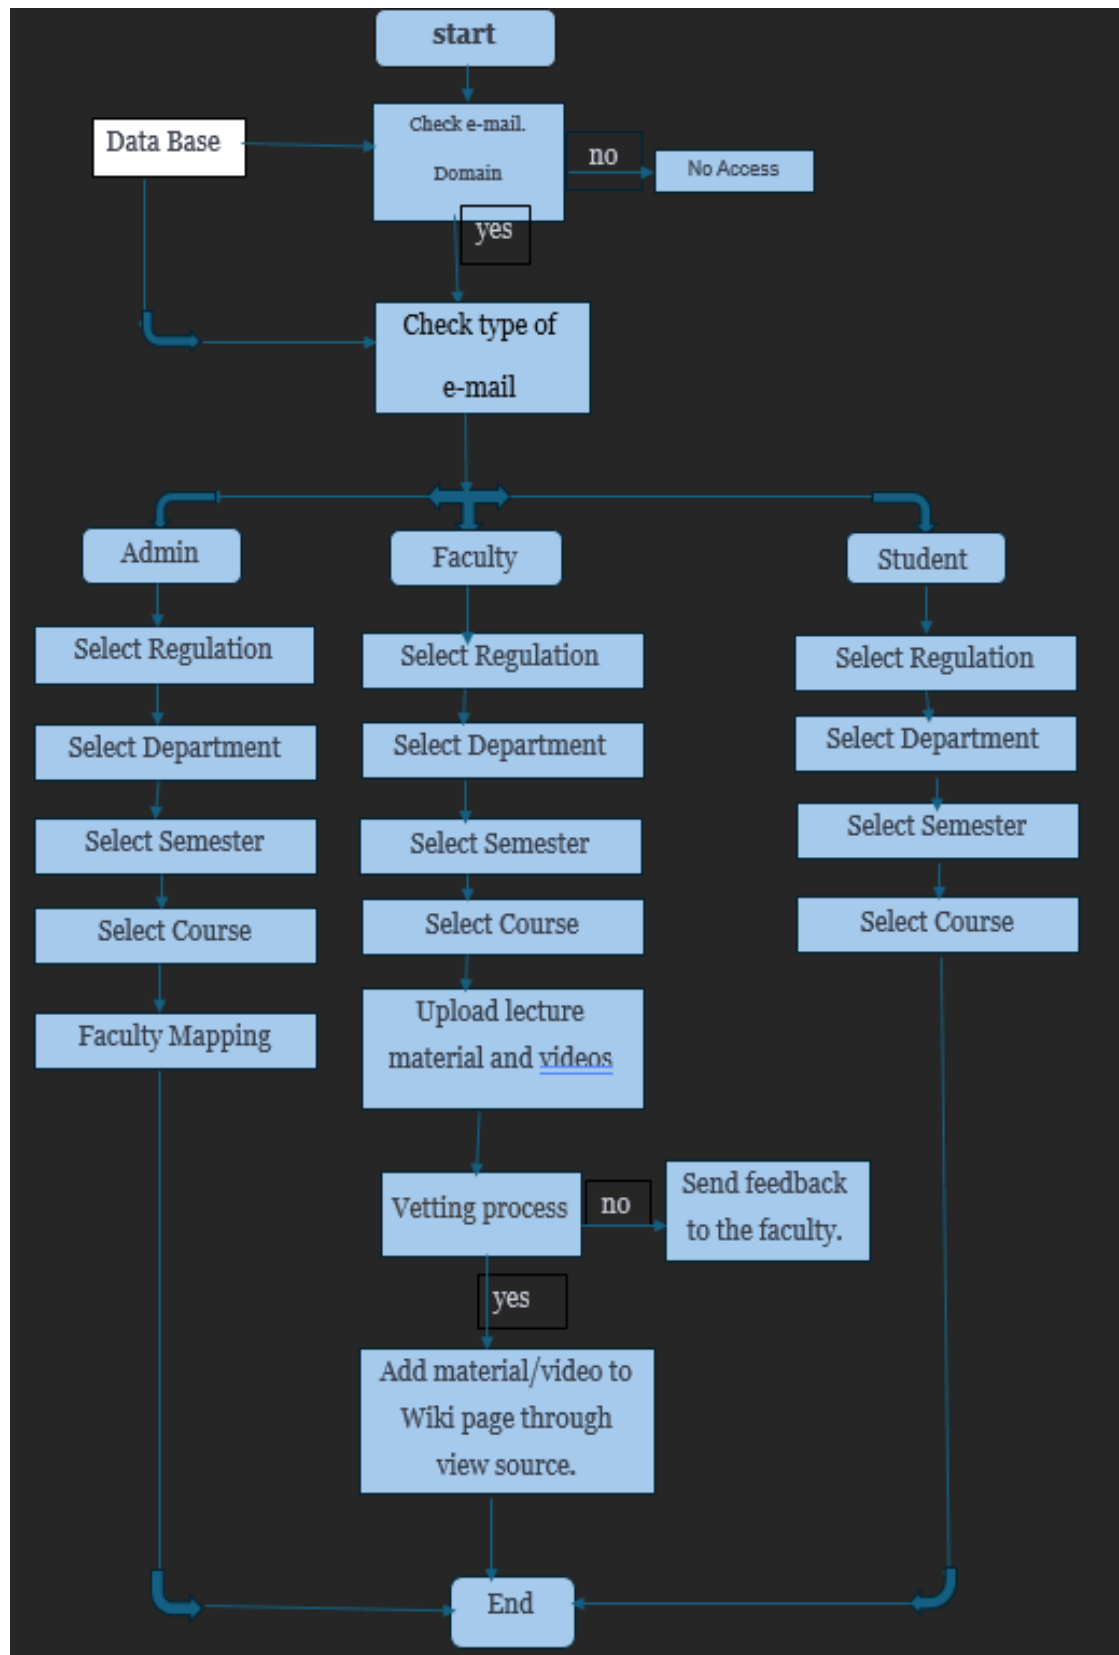 start
Check e-mail.
Domain
Data Base
no
No Access
yes
Check type of
e-mail
Admin
Faculty
Student
Select Regulation
Select Regulation
Select Regulation
Select Department
Select Department
Select Department
Select Semester
Select Semester
Select Semester
Select Course
Select Course
Select Course
Faculty Mapping
Upload lecture
material and videos
Vetting process
no
Send feedback
to the faculty.
yes
Add material/video to
Wiki page through
view source.
End